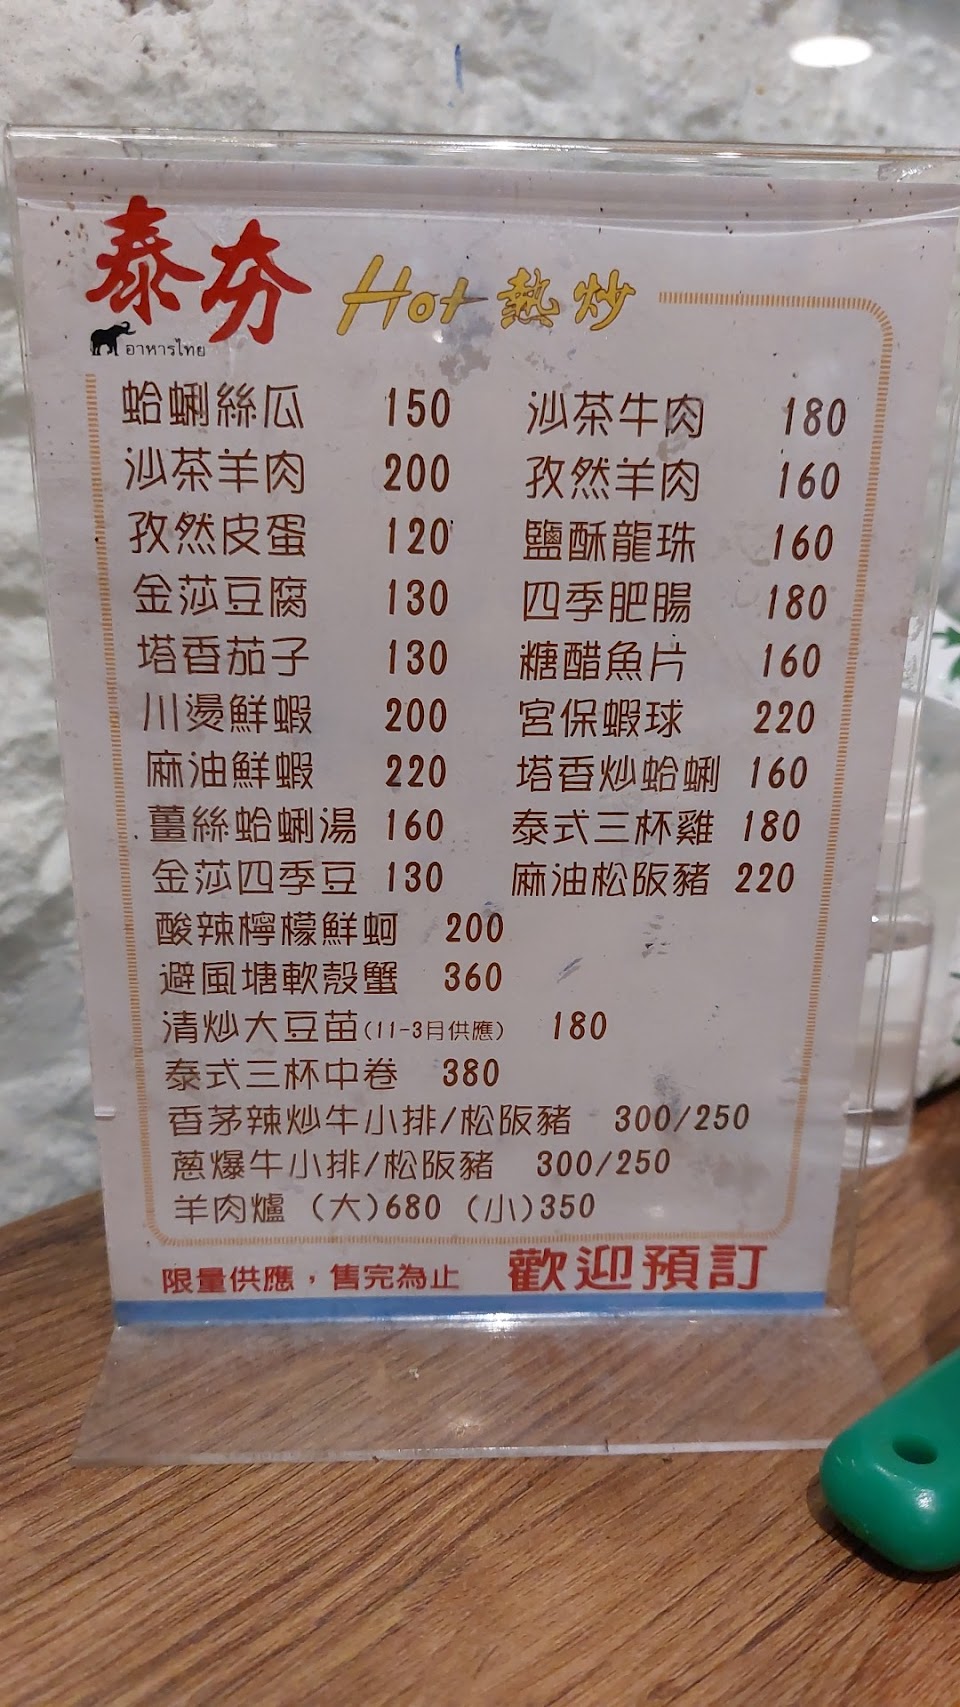 泰夯 Hot 熱炒
อาหารไทย
蛤蜊絲瓜 150 沙茶牛肉 180
沙茶羊肉 200 孜然羊肉 160
孜然皮蛋 120 鹽酥龍珠 160
金莎豆腐 130 四季肥腸 180
塔香茄子 130 糖醋魚片 160
川燙鮮蝦 200 宮保蝦球 220
麻油鮮蝦 220 塔香炒蛤蜊 160
薑絲蛤蜊湯 160 泰式三杯雞 180
金莎四季豆 130 麻油松阪豬 220
酸辣檸檬鮮蚵 200
避風塘軟殼蟹 360
清炒大豆苗(11-3月供應) 180
泰式三杯中卷 380
香茅辣炒牛小排/松阪豬 300/250
蔥爆牛小排/松阪豬 300/250
羊肉爐 (大)680 (小)350
限量供應，售完為止 歡迎預訂